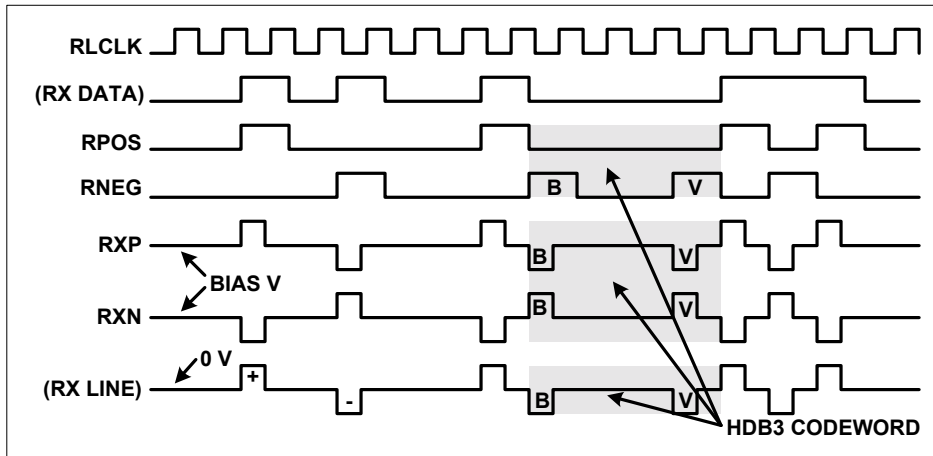 RLCLK
(RX DATA)
RPOS
RNEG B V
RXP B V
BIAS V
RXN B V
0 V
(RX LINE) + - B V
HDB3 CODEWORD